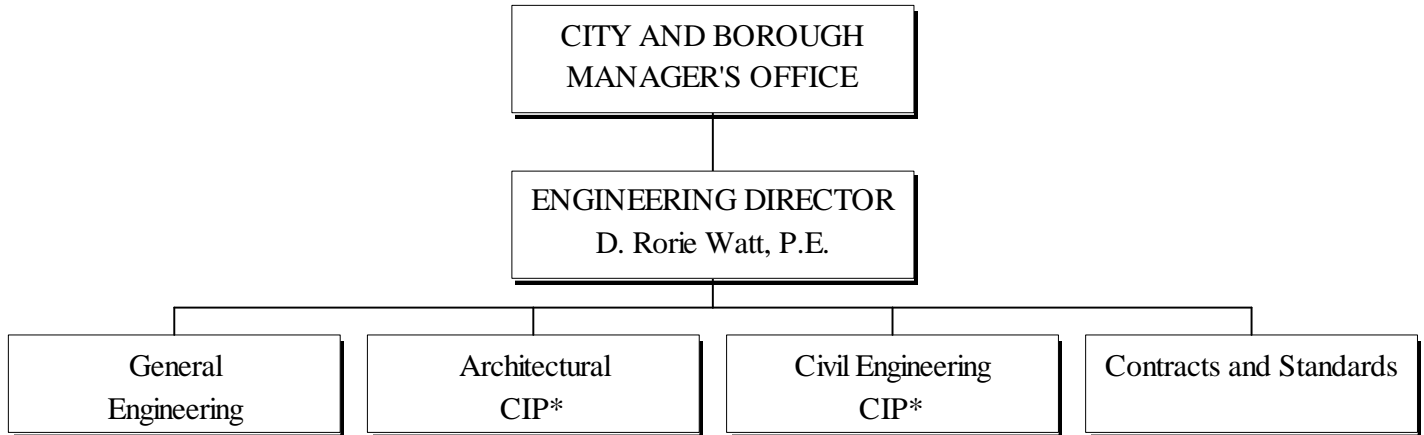 CITY AND BOROUGH
MANAGER'S OFFICE
ENGINEERING DIRECTOR
D. Rorie Watt, P.E.
General
Engineering
Architectural
CIP*
Civil Engineering
CIP*
Contracts and Standards